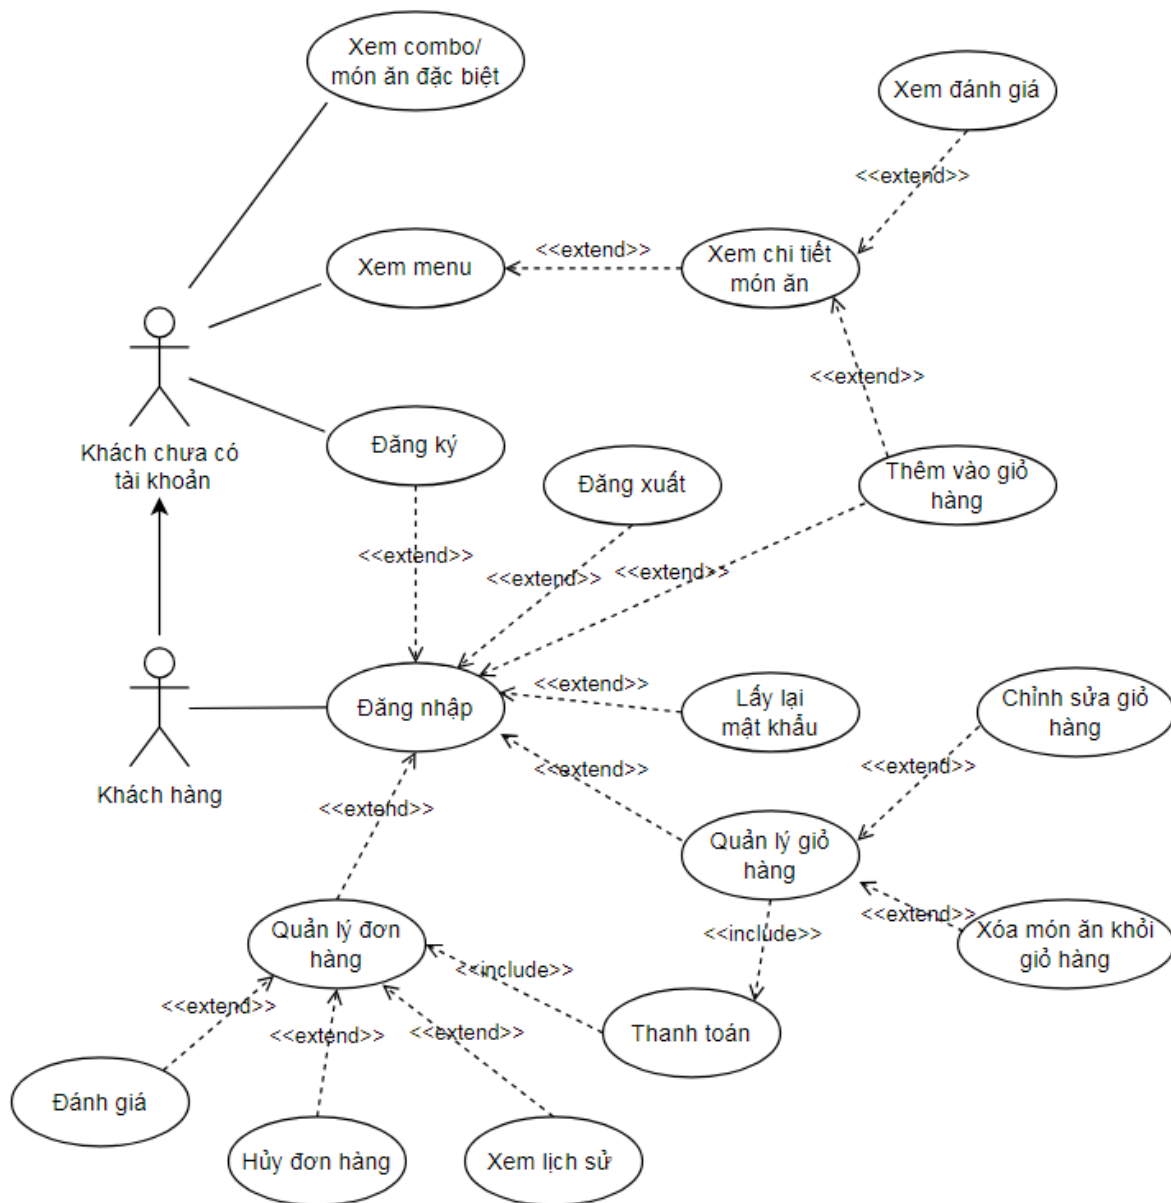 Xem combo/
món ăn đặc biệt
Xem đánh giá
<<extend>>
Xem menu
<<extend>>
Xem chi tiết
món ăn
<<extend>>
Khách chưa có
tài khoản
Đăng ký
Đăng xuất
Thêm vào giỏ
hàng
<<extend>>
<<extend>>
<<extend>>
Khách hàng
Đăng nhập
<<extend>>
Lấy lại
mật khẩu
Chỉnh sửa giỏ
hàng
<<extend>>
<<extend>>
<<extend>>
Quản lý giỏ
hàng
Quản lý đơn
hàng
<<include>>
<<extend>>
Xóa món ăn khỏi
giỏ hàng
<<include>>
<<extend>>
<<extend>>
<<extend>>
Thanh toán
Đánh giá
Hủy đơn hàng
Xem lịch sử